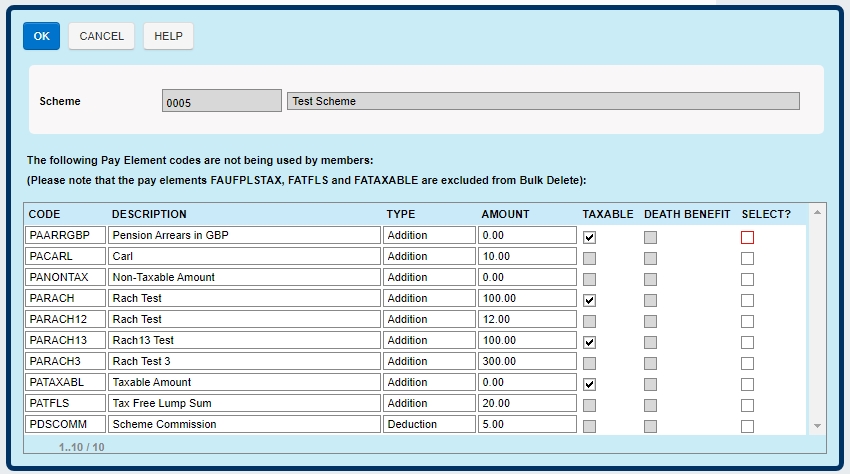 OK CANCEL HELP
Scheme 0005 Test Scheme
The following Pay Element codes are not being used by members:
(Please note that the pay elements FAUFPLSTAX, FATFLS and FATAXABLE are excluded from Bulk Delete):
CODE DESCRIPTION TYPE AMOUNT TAXABLE DEATH BENEFIT SELECT?
PAARRGBP Pension Arrears in GBP Addition 0.00
PACARL Carl Addition 10.00
PANONTAX Non-Taxable Amount Addition 0.00
PARACH Rach Test Addition 100.00
PARACH12 Rach Test Addition 12.00
PARACH13 Rach13 Test Addition 100.00
PARACH3 Rach Test 3 Addition 300.00
PATAXABL Taxable Amount Addition 0.00
PATFLS Tax Free Lump Sum Addition 20.00
PDSCOMM Scheme Commission Deduction 5.00
1..10 / 10